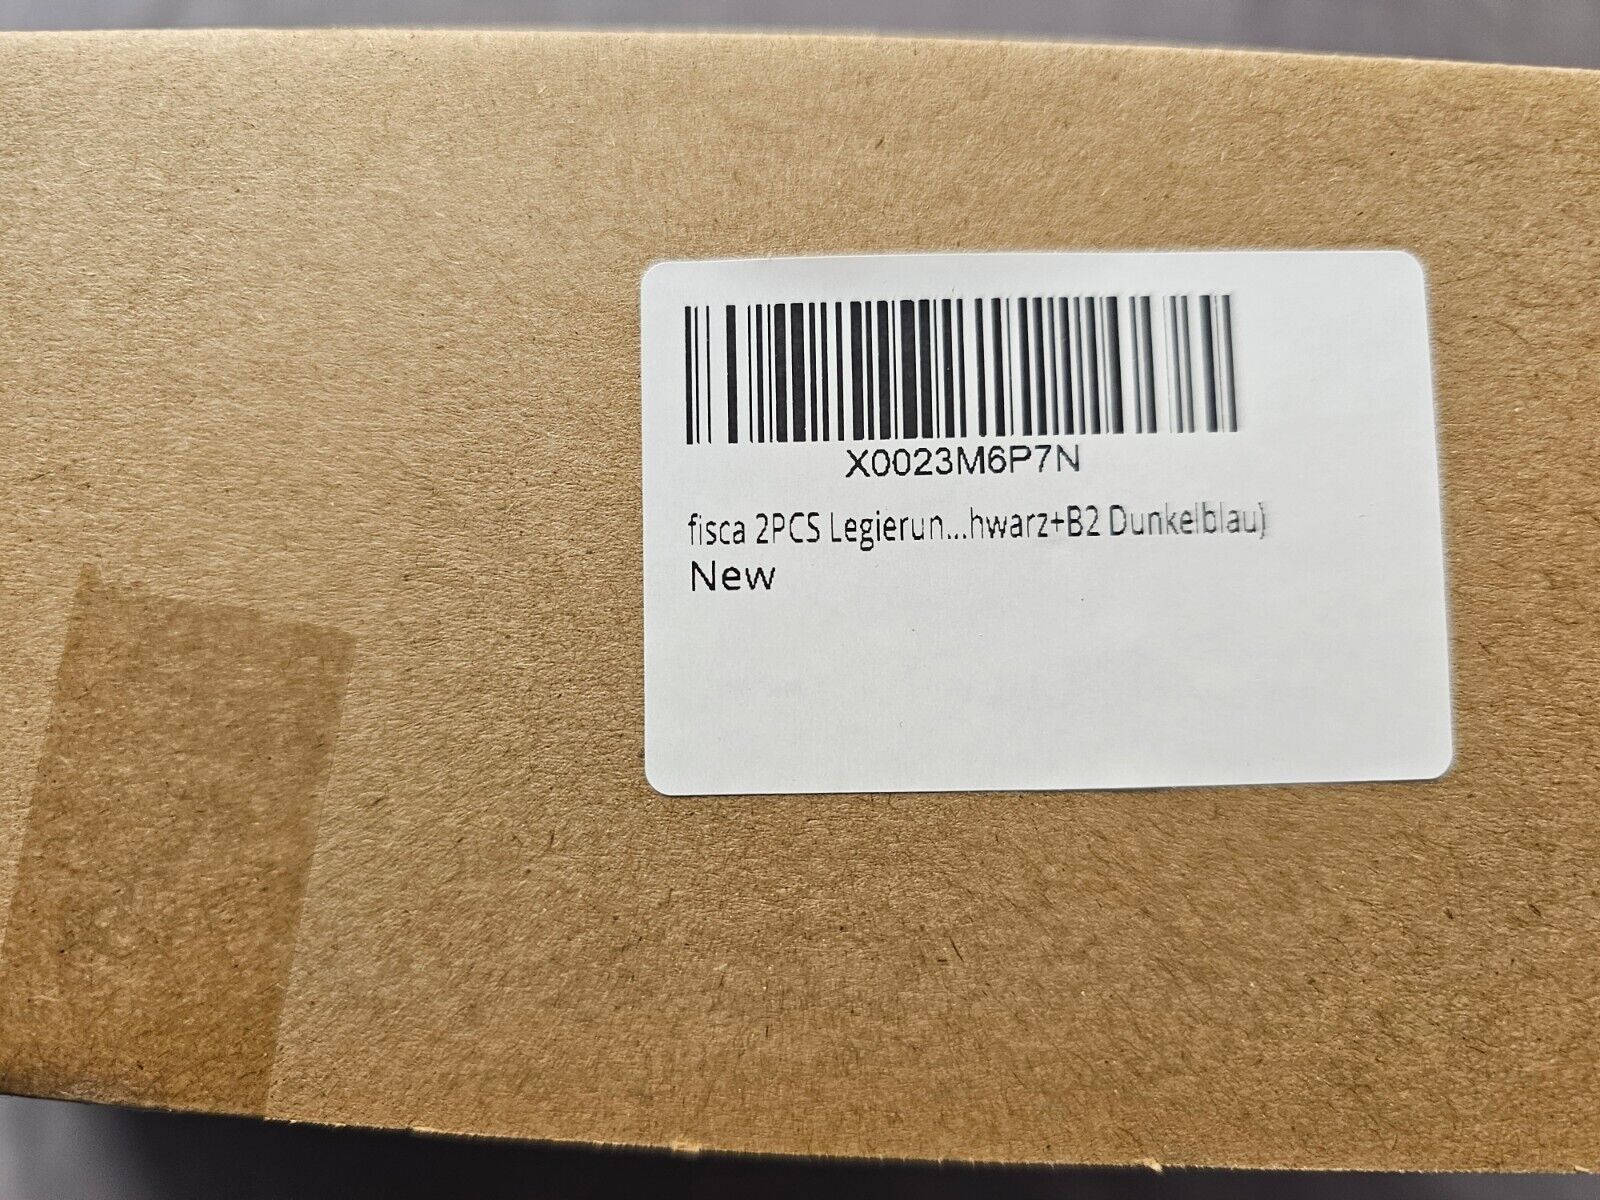 X0023M6P7N
fisca 2PCS Legierun...hwarz+B2 Dunkelblau)
New